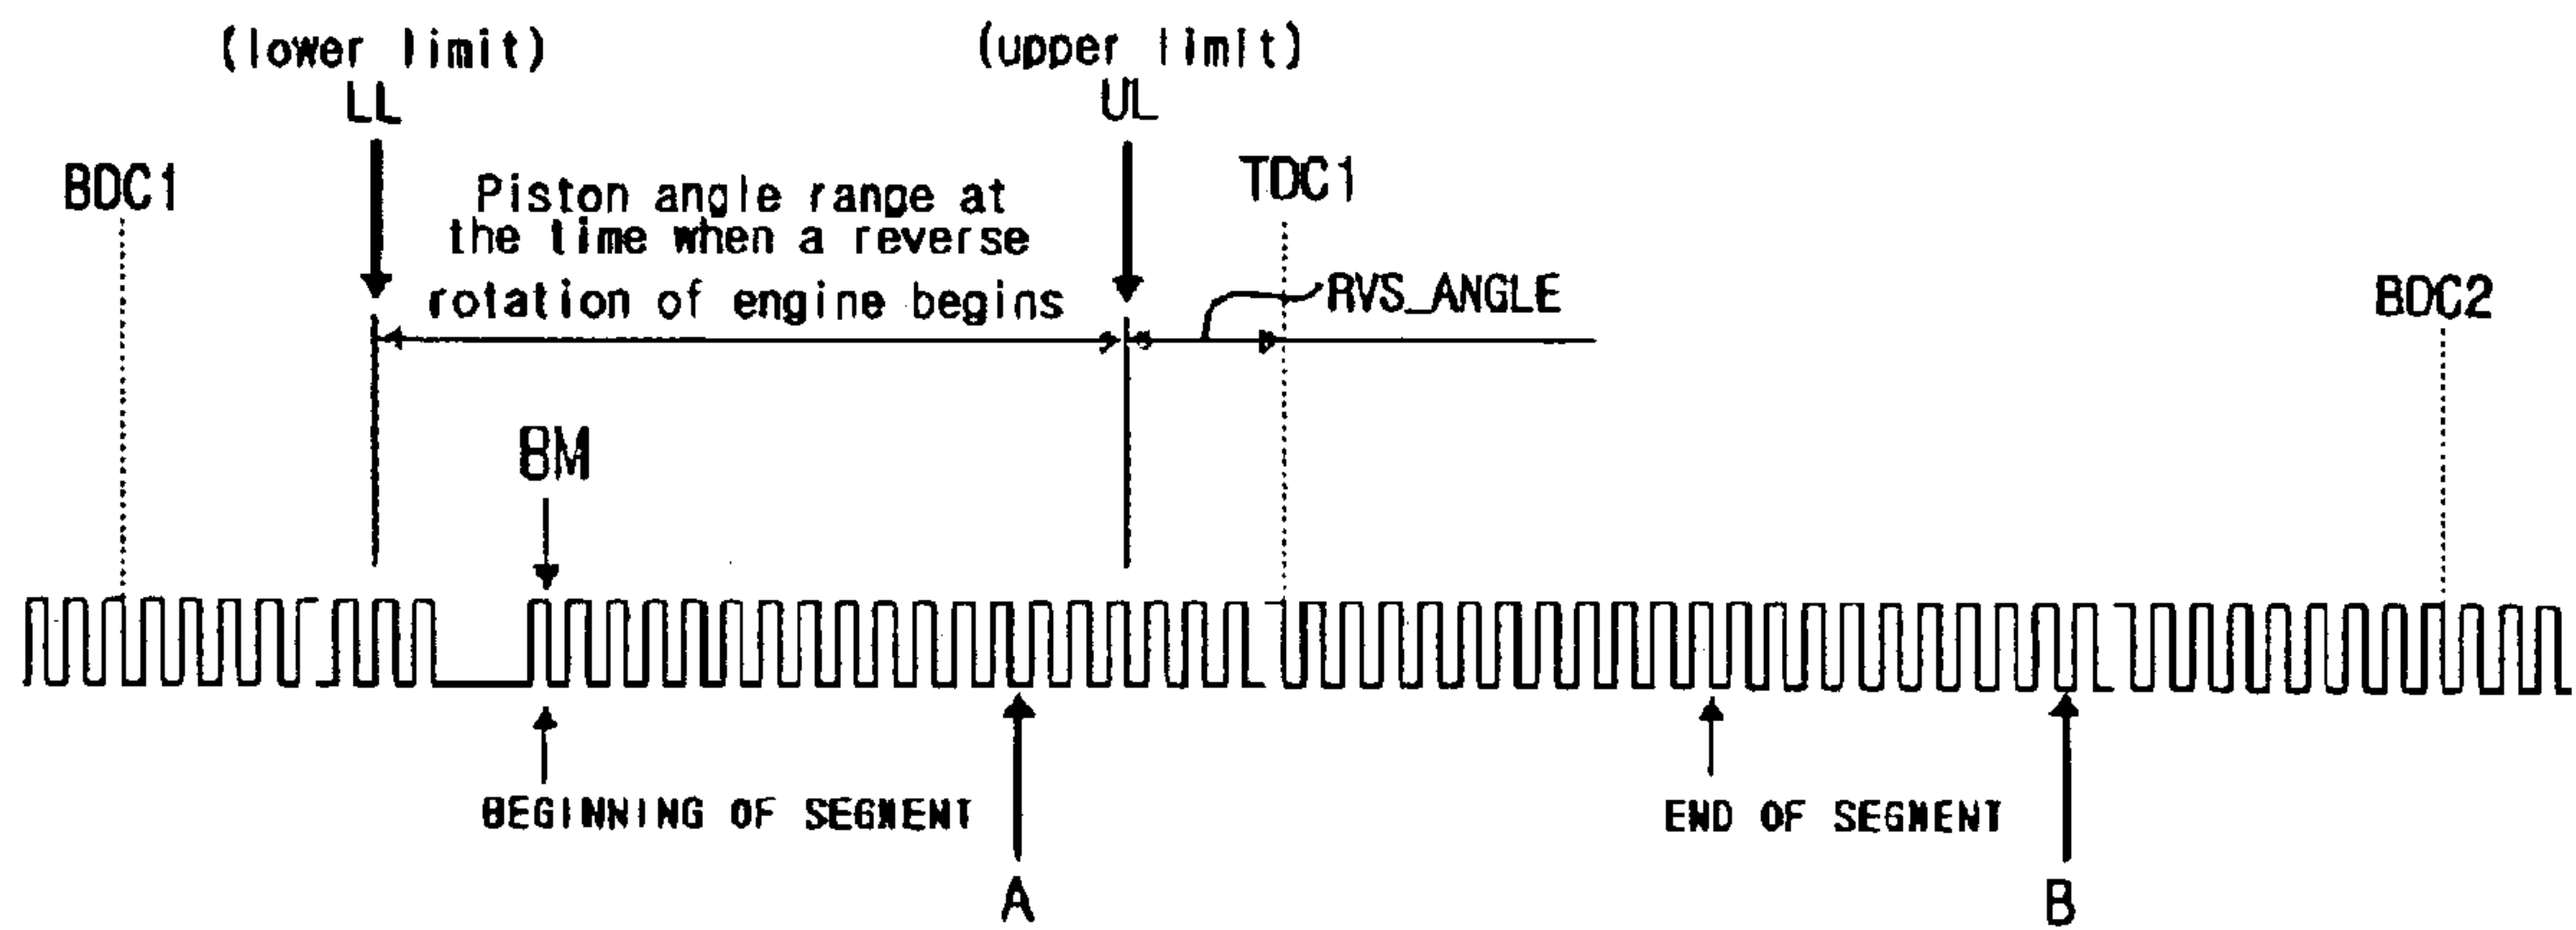 (lower limit)
LL
(upper limit)
UL
BDC1
Piston angle range at
the time when a reverse
rotation of engine begins
TDC1
RVS_ANGLE
BDC2
BM
BEGINNING OF SEGMENT
END OF SEGMENT
A
B